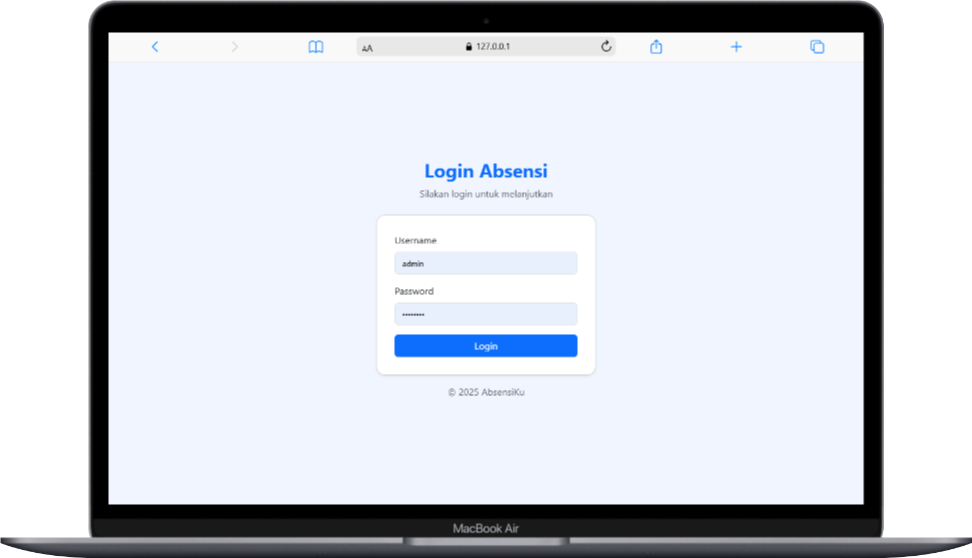 AA 127.0.0.1
Login Absensi
Silakan login untuk melanjutkan
Username
admin
Password
••••••••
Login
© 2025 AbsensiKu
MacBook Air